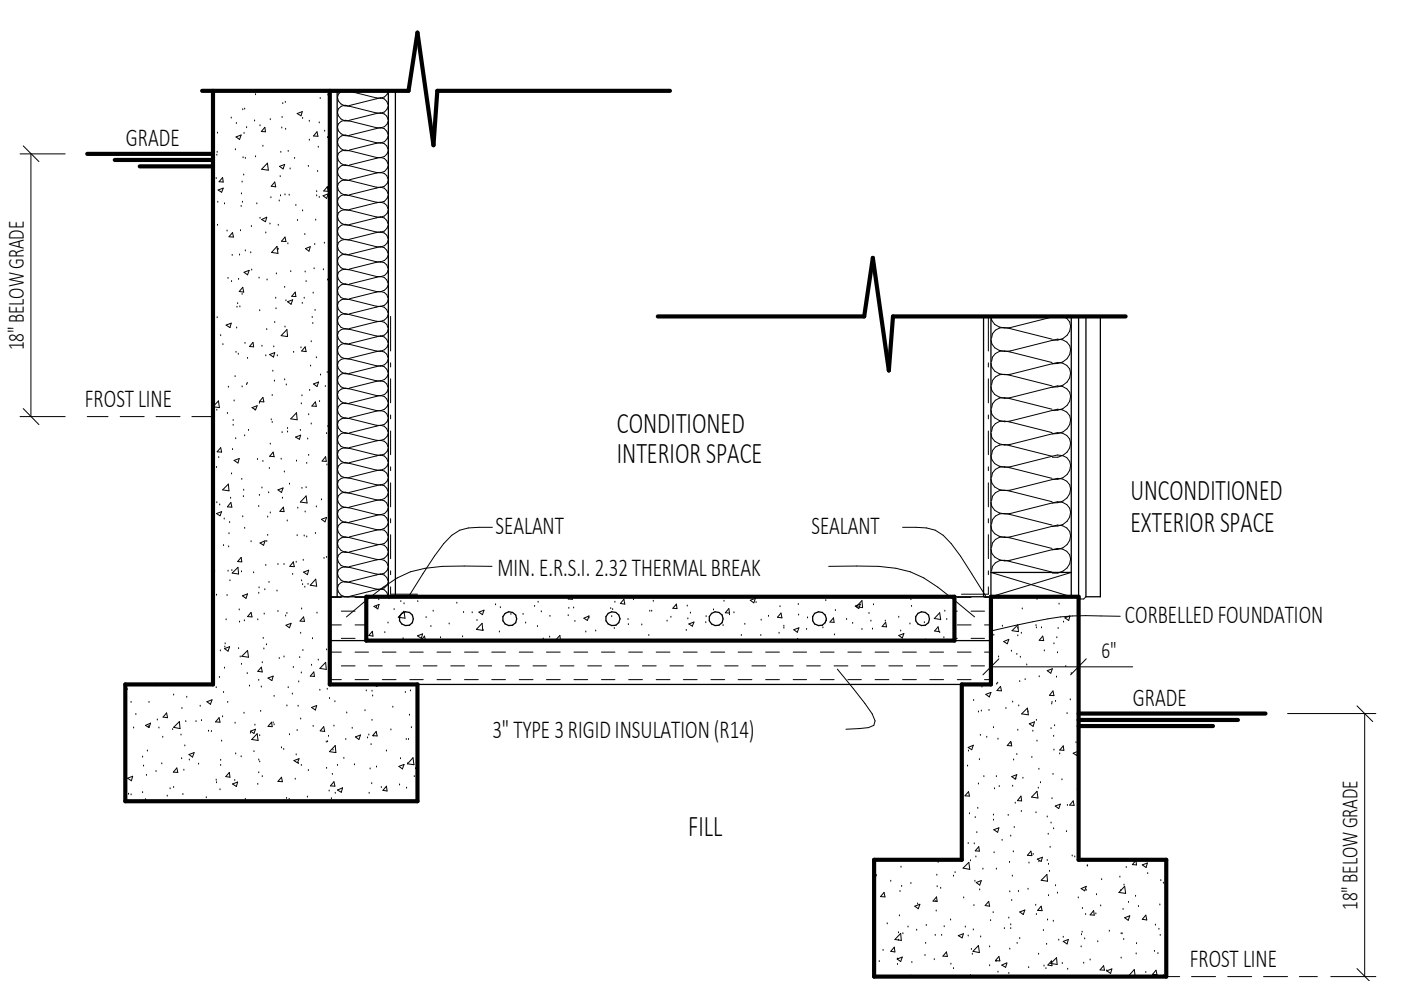 GRADE
18" BELOW GRADE
FROST LINE
CONDITIONED
INTERIOR SPACE
UNCONDITIONED
EXTERIOR SPACE
SEALANT
SEALANT
MIN. E.R.S.I. 2.32 THERMAL BREAK
CORBELLED FOUNDATION
6"
GRADE
3" TYPE 3 RIGID INSULATION (R14)
FILL
18" BELOW GRADE
FROST LINE